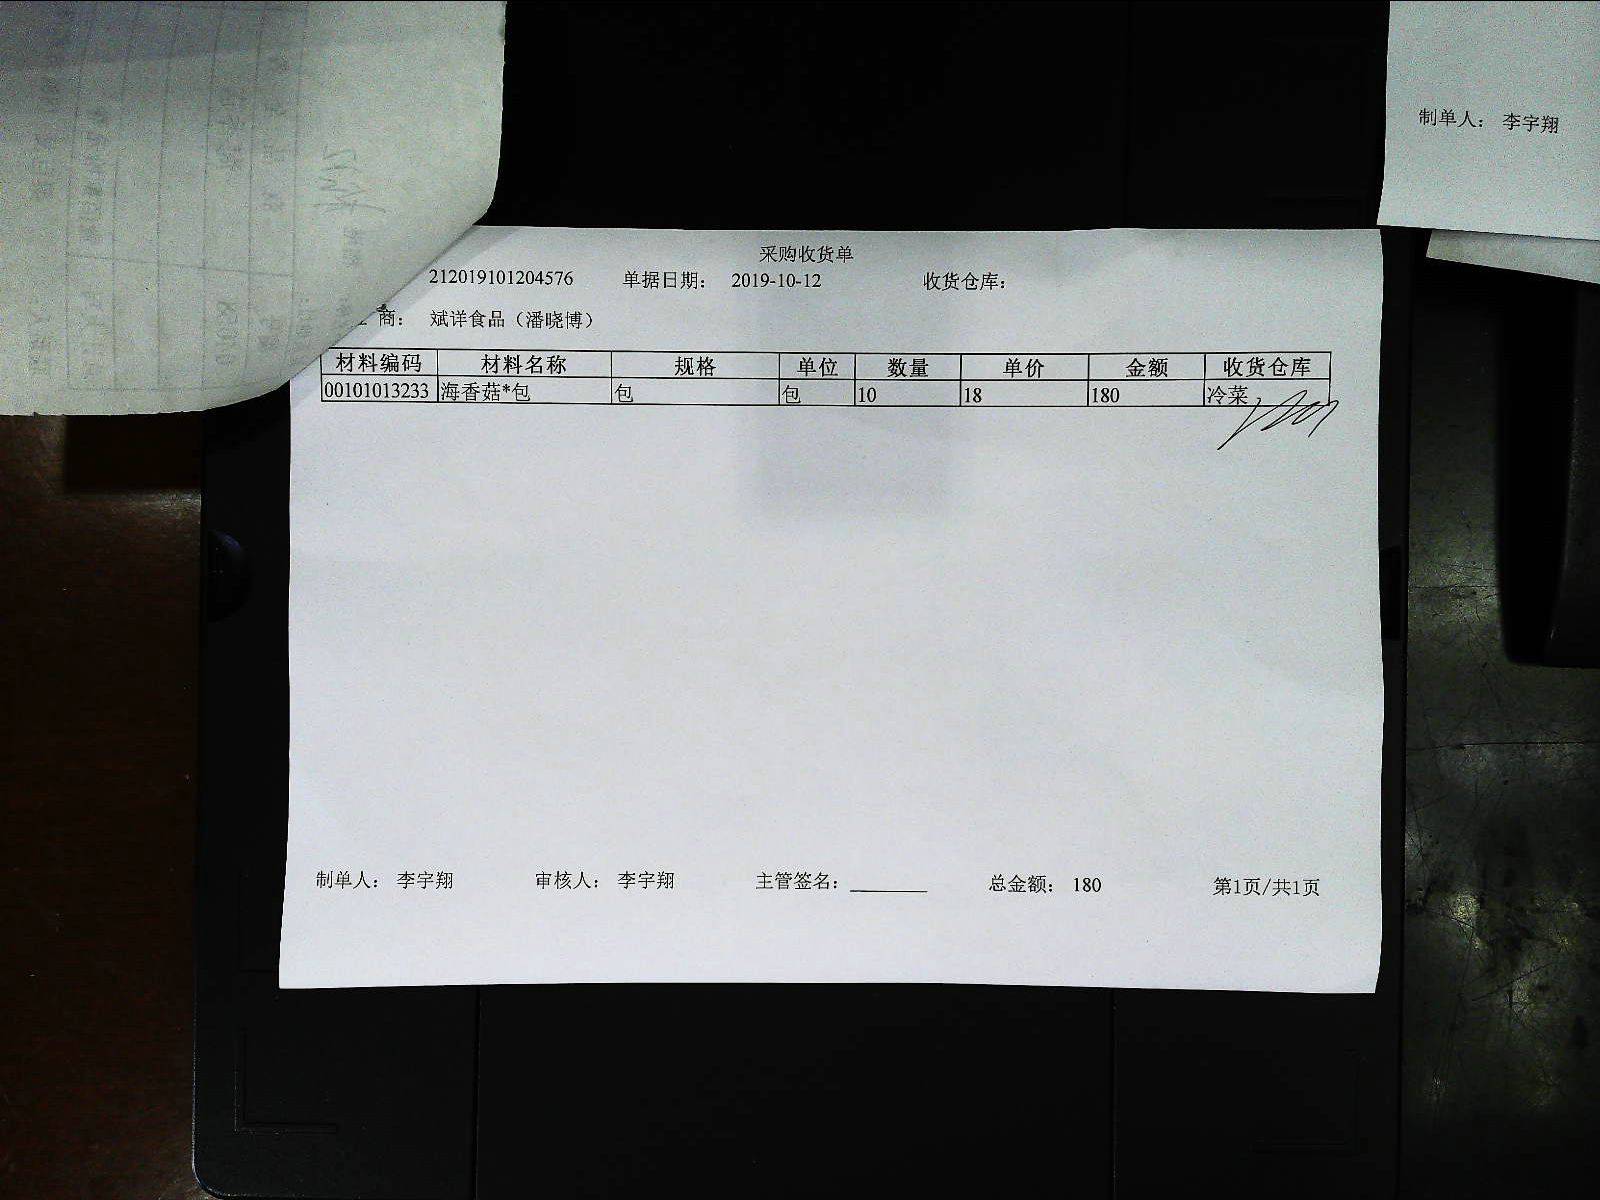 制单人： 李宇翔
采购收货单
212019101204576 单据日期： 2019-10-12 收货仓库：
商： 斌详食品（潘晓博）
材料编码 材料名称 规格 单位 数量 单价 金额 收货仓库
00101013233 海香菇*包 包 包 10 18 180 冷菜
制单人： 李宇翔 审核人： 李宇翔 主管签名：________ 总金额： 180 第1页/共1页